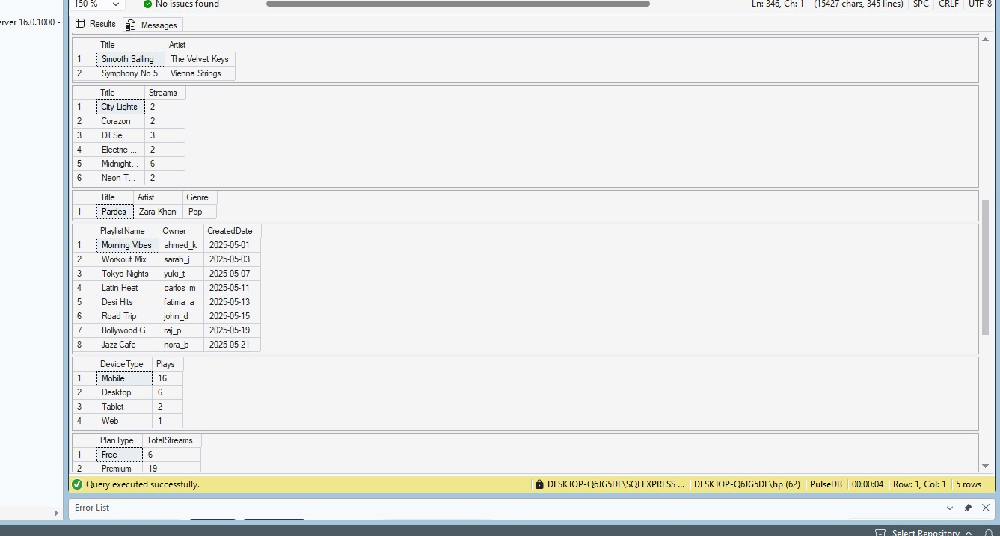 150 % No issues found Ln: 346, Ch: 1 (15427 chars, 345 lines) SPC CRLF UTF-8
erver 16.0.1000 -
Results Messages
Title Artist
1 Smooth Sailing The Velvet Keys
2 Symphony No.5 Vienna Strings
Title Streams
1 City Lights 2
2 Corazon 2
3 Dil Se 3
4 Electric ... 2
5 Midnight... 6
6 Neon T... 2
Title Artist Genre
1 Pardes Zara Khan Pop
PlaylistName Owner CreatedDate
1 Morning Vibes ahmed_k 2025-05-01
2 Workout Mix sarah_j 2025-05-03
3 Tokyo Nights yuki_t 2025-05-07
4 Latin Heat carlos_m 2025-05-11
5 Desi Hits fatima_a 2025-05-13
6 Road Trip john_d 2025-05-15
7 Bollywood G... raj_p 2025-05-19
8 Jazz Cafe nora_b 2025-05-21
DeviceType Plays
1 Mobile 16
2 Desktop 6
3 Tablet 2
4 Web 1
PlanType TotalStreams
1 Free 6
2 Premium 19
Query executed successfully. DESKTOP-Q6JG5DE\SQLEXPRESS ... DESKTOP-Q6JG5DE\hp (62) PulseDB 00:00:04 Row: 1, Col: 1 5 rows
Error List
Select Repository